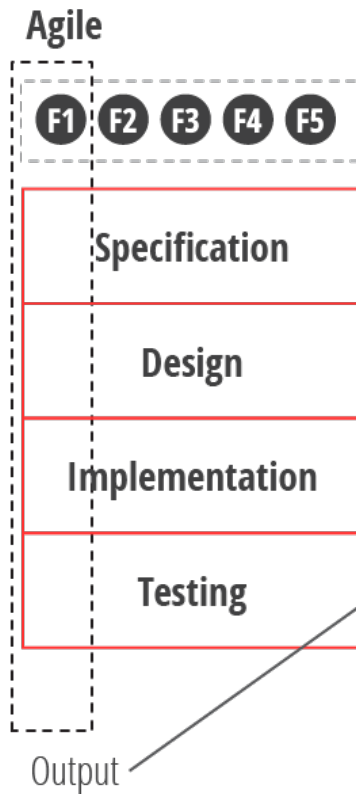 Agile
F1 F2 F3 F4 F5
Specification
Design
Implementation
Testing
Output